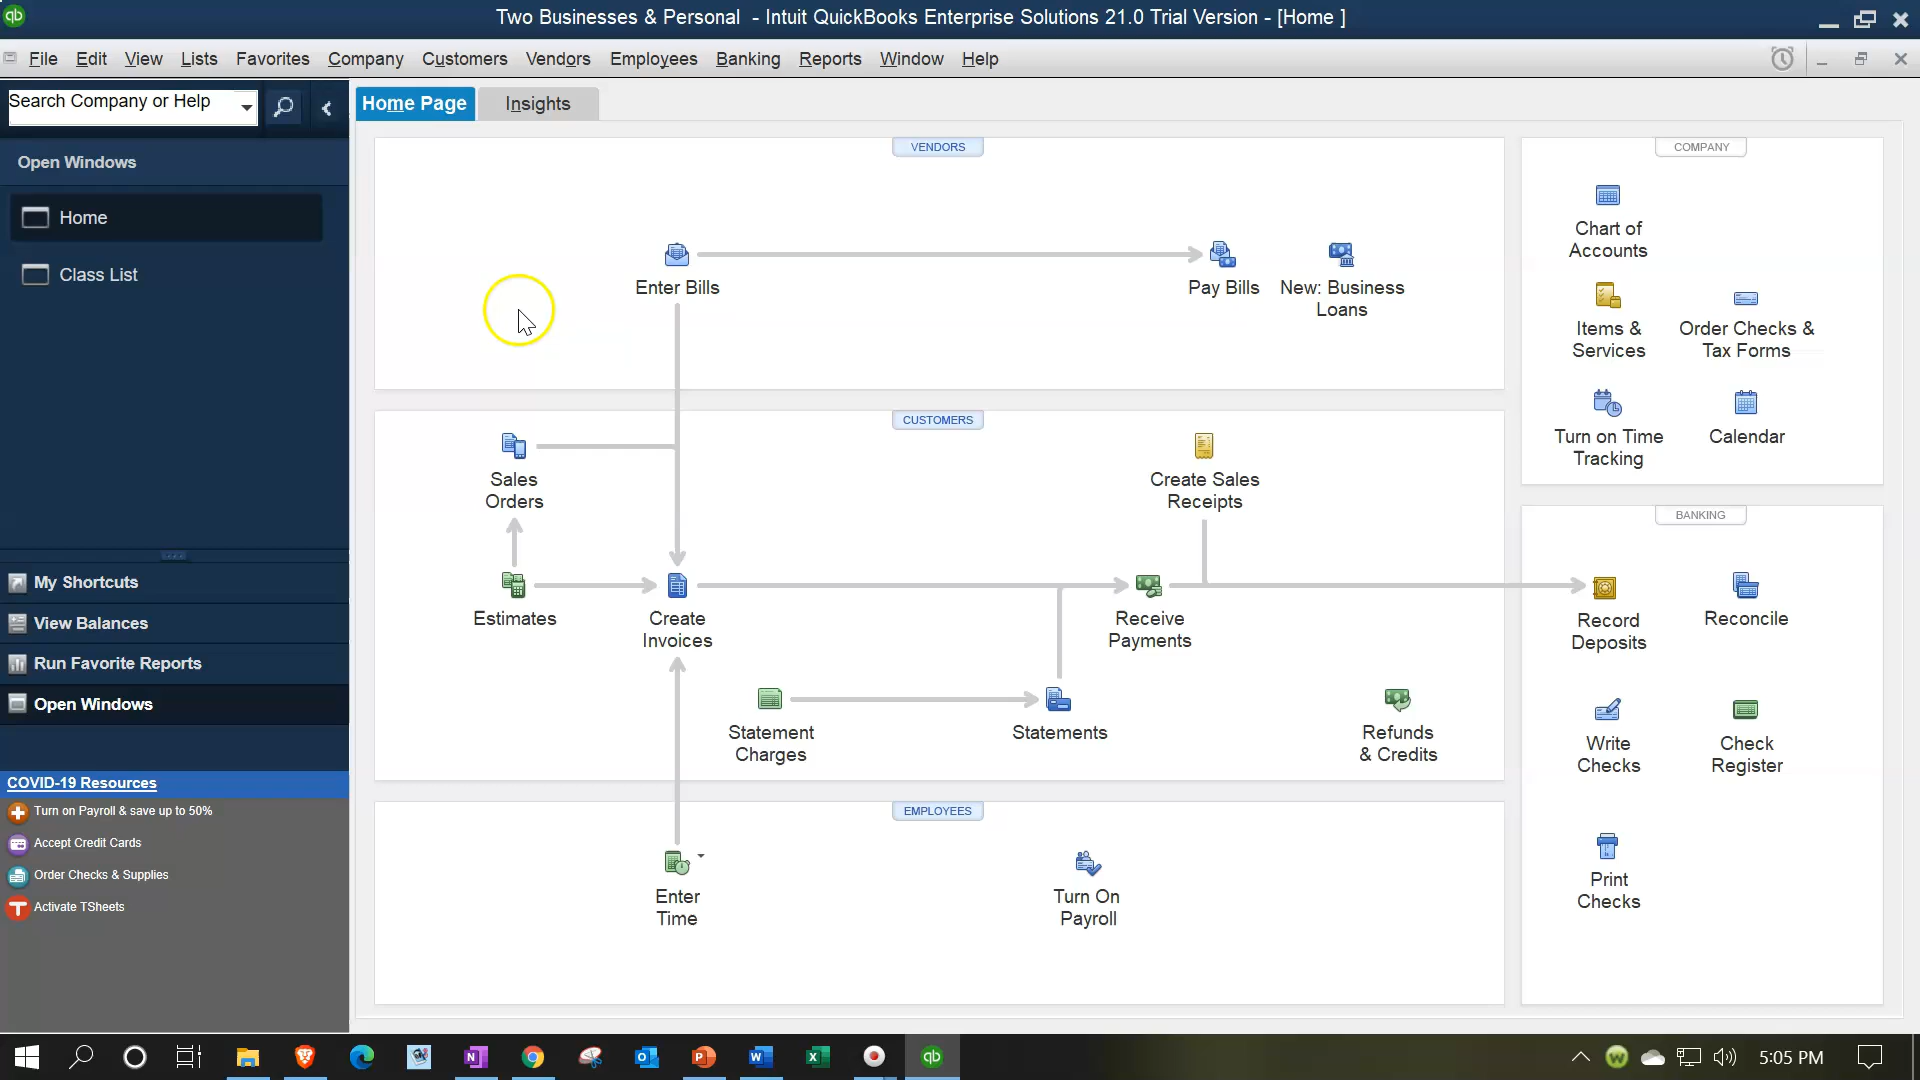 qb
Two Businesses & Personal - Intuit QuickBooks Enterprise Solutions 21.0 Trial Version - [Home ]
File Edit View Lists Favorites Company Customers Vendors Employees Banking Reports Window Help
Search Company or Help
Home Page
Insights
Open Windows
Home
Class List
My Shortcuts
View Balances
Run Favorite Reports
Open Windows
COVID-19 Resources
Turn on Payroll & save up to 50%
Accept Credit Cards
Order Checks & Supplies
Activate TSheets
VENDORS
Enter Bills
Pay Bills
New: Business
Loans
CUSTOMERS
Sales
Orders
Create Sales
Receipts
Estimates
Create
Invoices
Receive
Payments
Statement
Charges
Statements
Refunds
& Credits
EMPLOYEES
Enter
Time
Turn On
Payroll
COMPANY
Chart of
Accounts
Items &
Services
Order Checks &
Tax Forms
Turn on Time
Tracking
Calendar
BANKING
Record
Deposits
Reconcile
Write
Checks
Check
Register
Print
Checks
5:05 PM